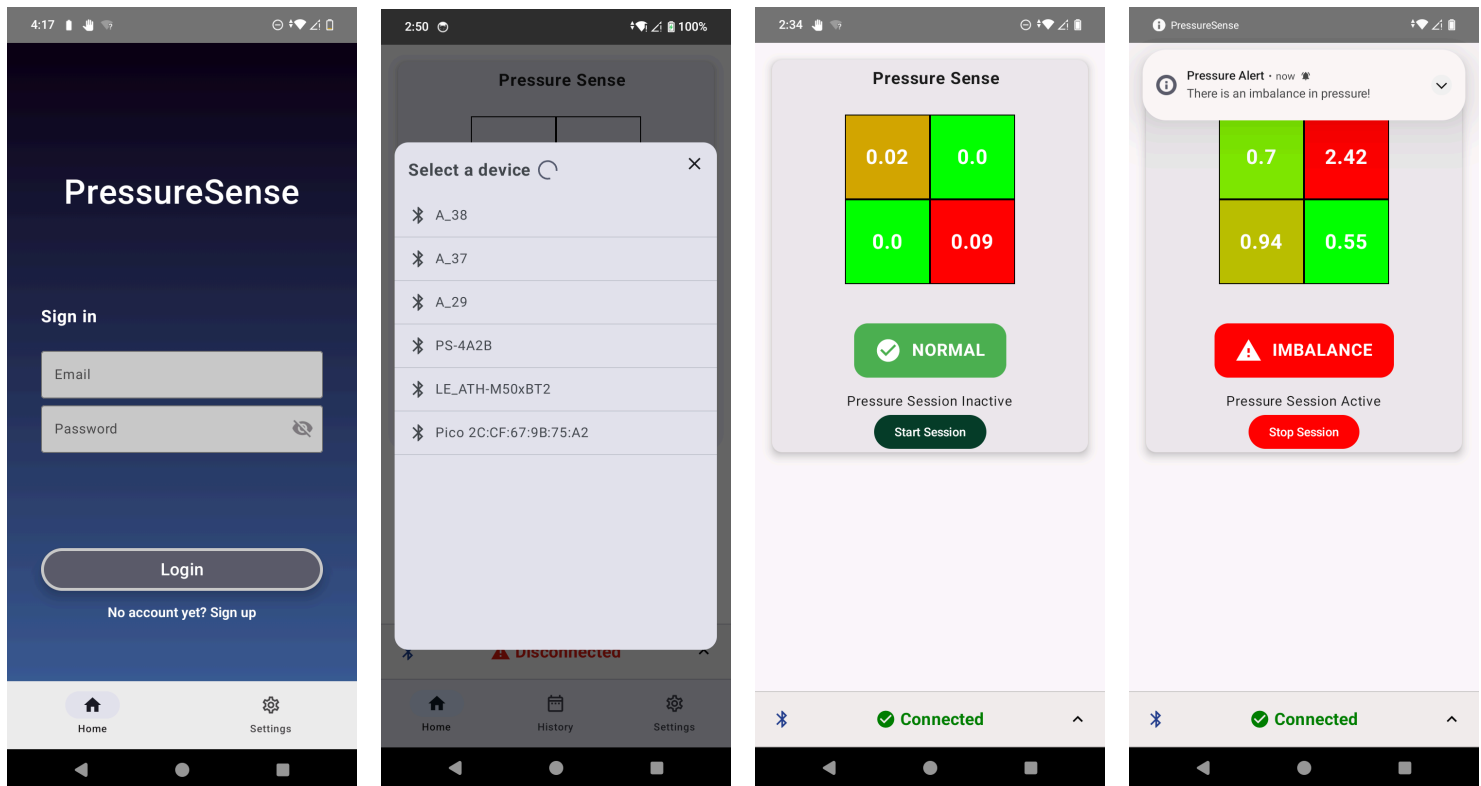 4:17
PressureSense
Sign in
Email
Password
Login
No account yet? Sign up
Home
Settings
2:50
100%
Pressure Sense
Select a device
A_38
A_37
A_29
PS-4A2B
LE_ATH-M50xBT2
Pico 2C:CF:67:9B:75:A2
Disconnected
Home
History
Settings
2:34
Pressure Sense
0.02 0.0
0.0 0.09
NORMAL
Pressure Session Inactive
Start Session
Connected
PressureSense
Pressure Alert • now
There is an imbalance in pressure!
0.7 2.42
0.94 0.55
IMBALANCE
Pressure Session Active
Stop Session
Connected